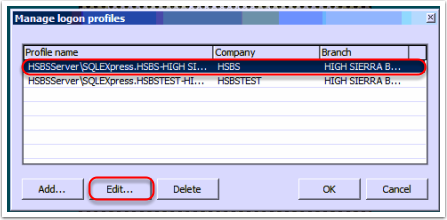 Manage logon profiles
Profile name Company Branch
HSBSServer\SQLEXpress.HSBS-HIGH SI... HSBS HIGH SIERRA B...
HSBSServer\SQLEXpress.HSBSTEST-HI... HSBSTEST HIGH SIERRA B...
Add... Edit... Delete OK Cancel